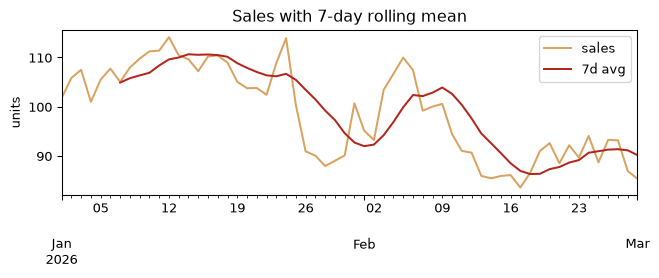 Sales with 7-day rolling mean
sales
7d avg
units
110
100
90
05 12 19 26 02 09 16 23
Jan Feb Mar
2026